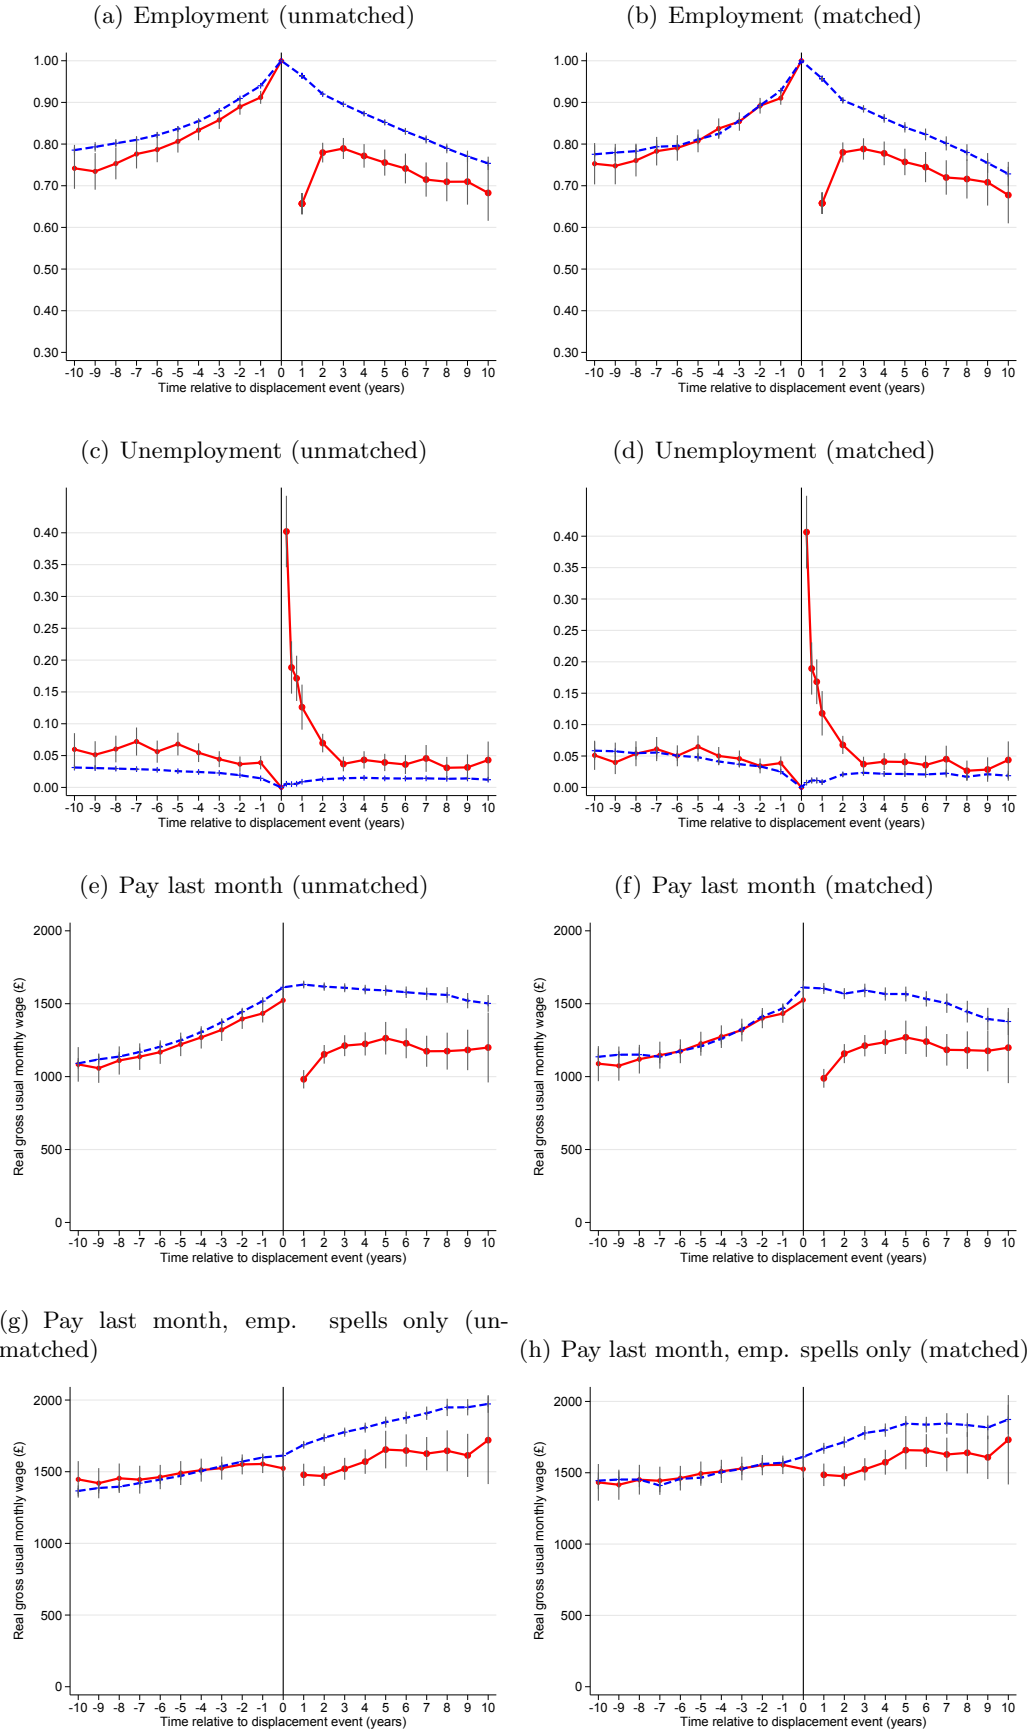 (a) Employment (unmatched)
(b) Employment (matched)
1.00
0.90
0.80
0.70
0.60
0.50
0.40
0.30
-10 -9 -8 -7 -6 -5 -4 -3 -2 -1 0 1 2 3 4 5 6 7 8 9 10
Time relative to displacement event (years)
1.00
0.90
0.80
0.70
0.60
0.50
0.40
0.30
-10 -9 -8 -7 -6 -5 -4 -3 -2 -1 0 1 2 3 4 5 6 7 8 9 10
Time relative to displacement event (years)
(c) Unemployment (unmatched)
(d) Unemployment (matched)
0.40
0.35
0.30
0.25
0.20
0.15
0.10
0.05
0.00
-10 -9 -8 -7 -6 -5 -4 -3 -2 -1 0 1 2 3 4 5 6 7 8 9 10
Time relative to displacement event (years)
0.40
0.35
0.30
0.25
0.20
0.15
0.10
0.05
0.00
-10 -9 -8 -7 -6 -5 -4 -3 -2 -1 0 1 2 3 4 5 6 7 8 9 10
Time relative to displacement event (years)
(e) Pay last month (unmatched)
(f) Pay last month (matched)
Real gross usual monthly wage (£)
2000
1500
1000
500
0
-10 -9 -8 -7 -6 -5 -4 -3 -2 -1 0 1 2 3 4 5 6 7 8 9 10
Time relative to displacement event (years)
Real gross usual monthly wage (£)
2000
1500
1000
500
0
-10 -9 -8 -7 -6 -5 -4 -3 -2 -1 0 1 2 3 4 5 6 7 8 9 10
Time relative to displacement event (years)
(g) Pay last month, emp. spells only (un-
matched)
(h) Pay last month, emp. spells only (matched)
Real gross usual monthly wage (£)
2000
1500
1000
500
0
-10 -9 -8 -7 -6 -5 -4 -3 -2 -1 0 1 2 3 4 5 6 7 8 9 10
Time relative to displacement event (years)
Real gross usual monthly wage (£)
2000
1500
1000
500
0
-10 -9 -8 -7 -6 -5 -4 -3 -2 -1 0 1 2 3 4 5 6 7 8 9 10
Time relative to displacement event (years)